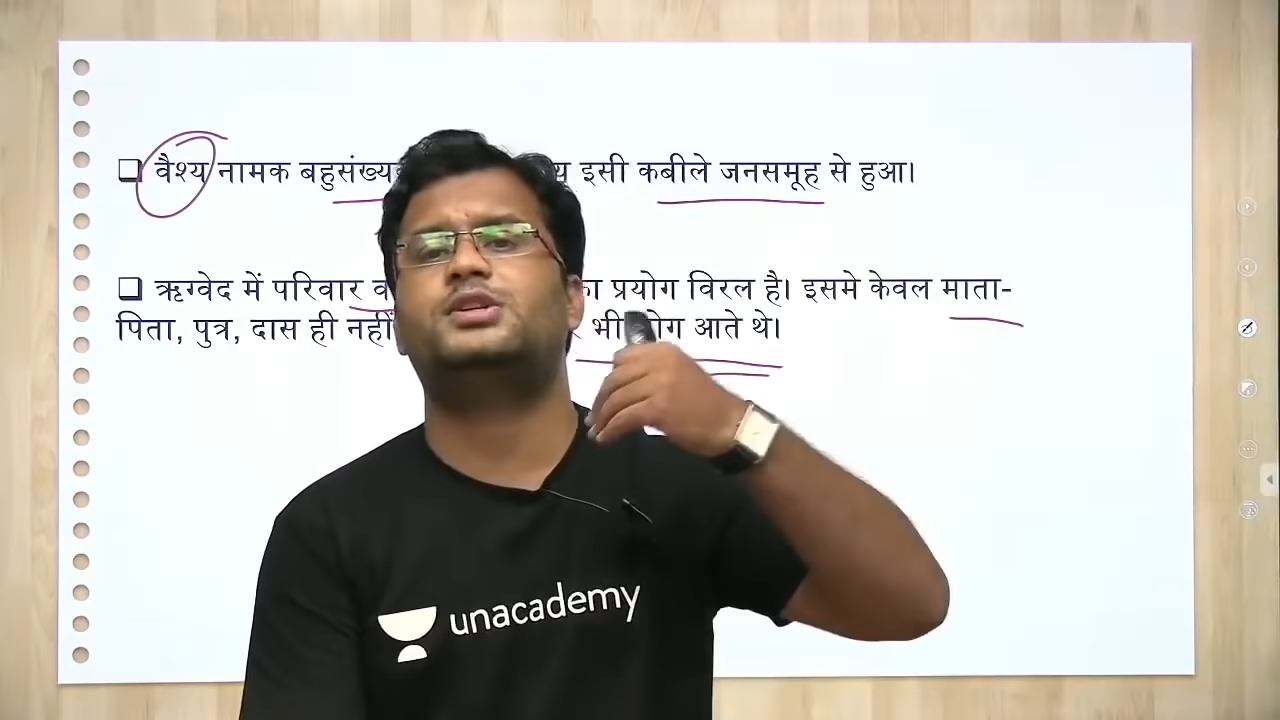 वैश्य नामक बहुसंख्य इसी कबीले जनसमूह से हुआ।
ऋग्वेद में परिवार प्रयोग विरल है। इसमे केवल माता-
पिता, पुत्र, दास ही नहीं भी आते थे।
unacademy